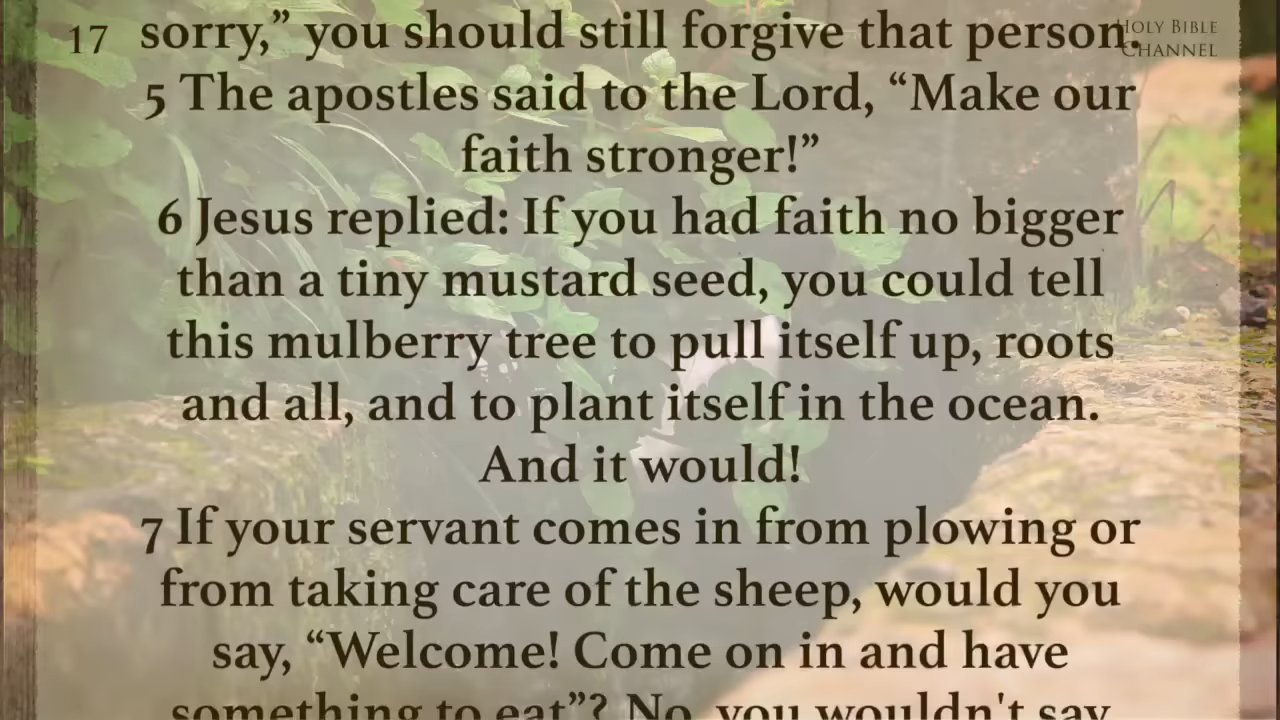 17 sorry,” you should still forgive that person.
HOLY BIBLE
CHANNEL
5 The apostles said to the Lord, “Make our
faith stronger!”
6 Jesus replied: If you had faith no bigger
than a tiny mustard seed, you could tell
this mulberry tree to pull itself up, roots
and all, and to plant itself in the ocean.
And it would!
7 If your servant comes in from plowing or
from taking care of the sheep, would you
say, “Welcome! Come on in and have
something to eat”? No, you wouldn't say